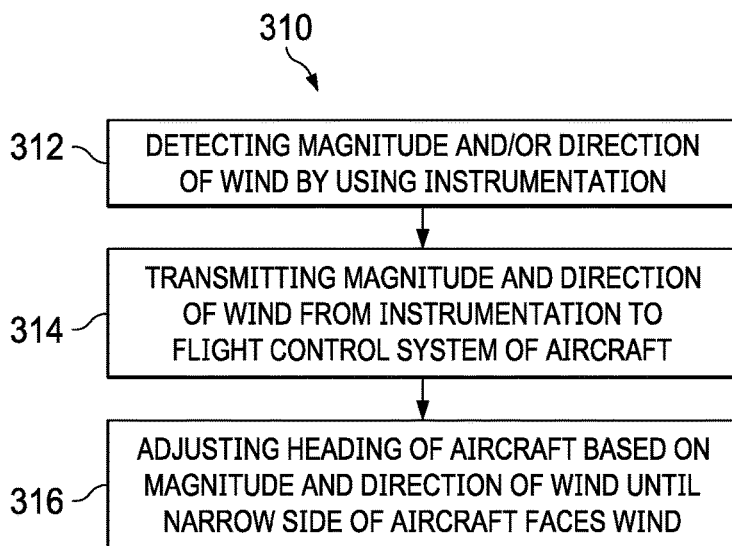 310
312
DETECTING MAGNITUDE AND/OR DIRECTION
OF WIND BY USING INSTRUMENTATION
314
TRANSMITTING MAGNITUDE AND DIRECTION
OF WIND FROM INSTRUMENTATION TO
FLIGHT CONTROL SYSTEM OF AIRCRAFT
316
ADJUSTING HEADING OF AIRCRAFT BASED ON
MAGNITUDE AND DIRECTION OF WIND UNTIL
NARROW SIDE OF AIRCRAFT FACES WIND